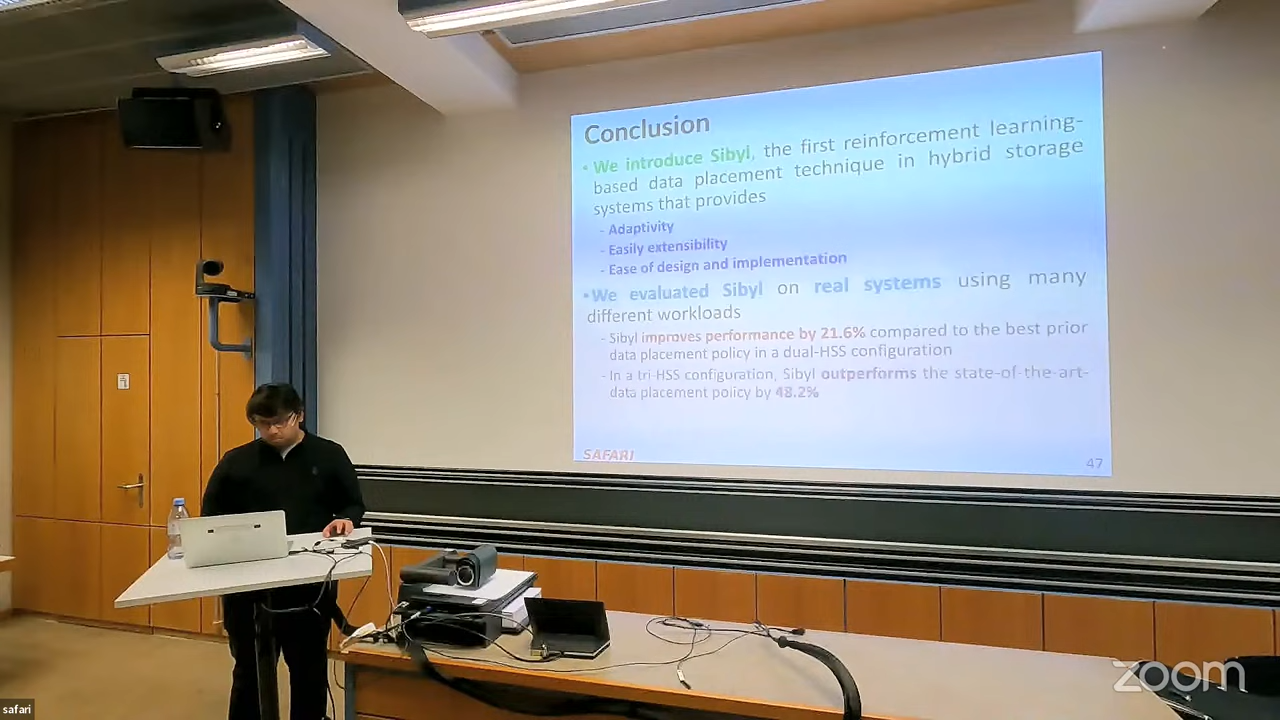 Conclusion
• We introduce Sibyl, the first reinforcement learning-
based data placement technique in hybrid storage
systems that provides
- Adaptivity
- Easily extensibility
- Ease of design and implementation
•We evaluated Sibyl on real systems using many
different workloads
- Sibyl improves performance by 21.6% compared to the best prior
data placement policy in a dual-HSS configuration
- In a tri-HSS configuration, Sibyl outperforms the state-of-the-art-
data placement policy by 48.2%
SAFARI
47
zoom
safari